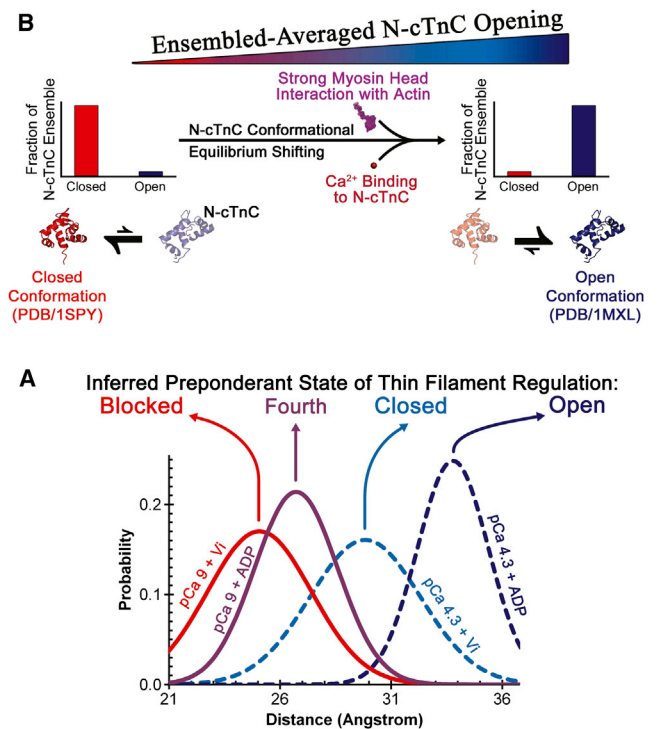 B
Ensembled-Averaged N-cTnC Opening
Strong Myosin Head
Interaction with Actin
Fraction of
N-cTnC Ensemble
Closed
Open
N-cTnC Conformational
Equilibrium Shifting
Ca²⁺ Binding
to N-cTnC
Fraction of
N-cTnC Ensemble
Closed
Open
N-cTnC
Closed
Conformation
(PDB/1SPY)
Open
Conformation
(PDB/1MXL)
A
Inferred Preponderant State of Thin Filament Regulation:
Blocked
Fourth
Closed
Open
Probability
0.2
0.1
0.0
pCa 9 + Vi
pCa 9 + ADP
pCa 4.3 + Vi
pCa 4.3 + ADP
21
26
31
36
Distance (Angstrom)